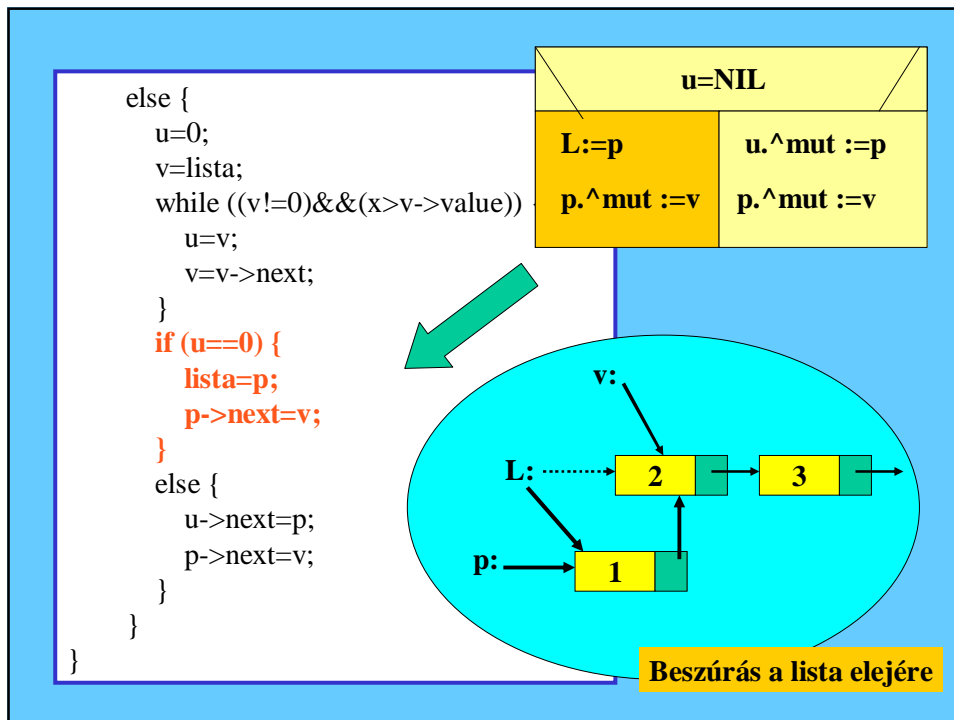 else {
u=0;
v=lista;
while ((v!=0)&&(x>v->value))
u=v;
v=v->next;
}
if (u==0) {
lista=p;
p->next=v;
}
else {
u->next=p;
p->next=v;
}
}
}
u=NIL
L:=p
p.^mut :=v
u.^mut :=p
p.^mut :=v
v:
L:
2
3
p:
1
Beszúrás a lista elejére